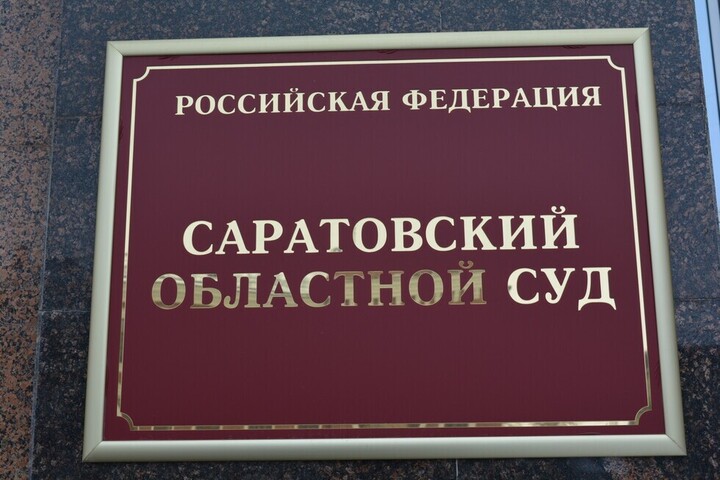 РОССИЙСКАЯ ФЕДЕРАЦИЯ
САРАТОВСКИЙ
ОБЛАСТНОЙ СУД